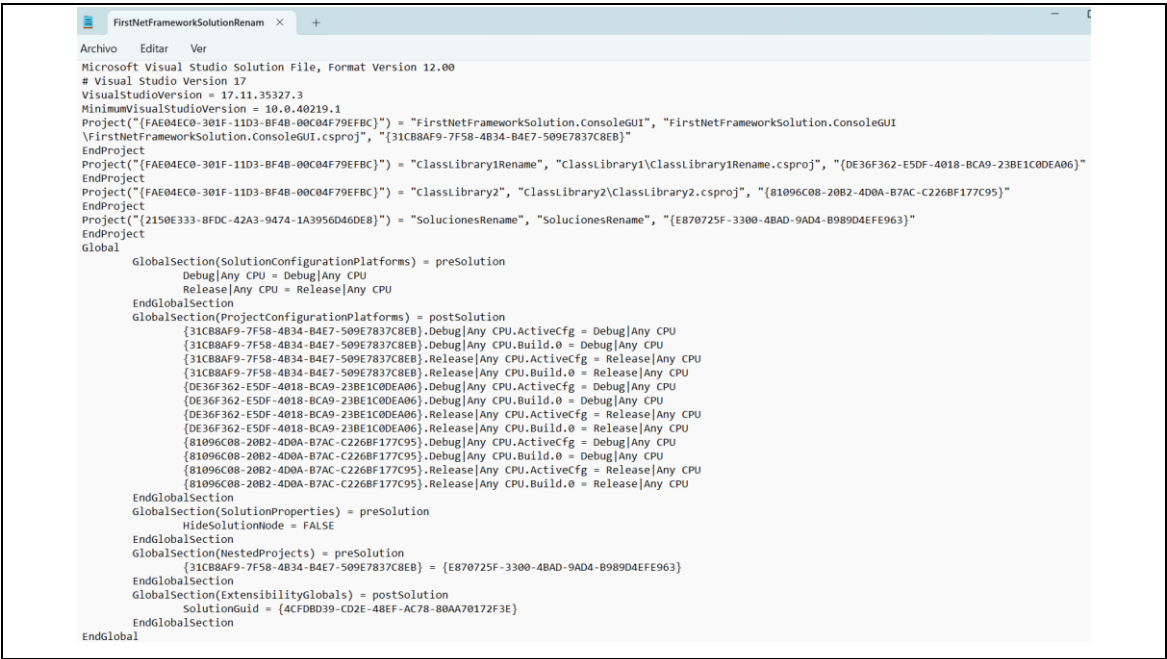 FirstNetFrameworkSolutionRenam × +
Archivo Editar Ver
Microsoft Visual Studio Solution File, Format Version 12.00
# Visual Studio Version 17
VisualStudioVersion = 17.11.35327.3
MinimumVisualStudioVersion = 10.0.40219.1
Project("{FAE04EC0-301F-11D3-BF4B-00C04F79EFBC}") = "FirstNetFrameworkSolution.ConsoleGUI", "FirstNetFrameworkSolution.ConsoleGUI
\FirstNetFrameworkSolution.ConsoleGUI.csproj", "{31CB8AF9-7F58-4B34-B4E7-509E7837C8EB}"
EndProject
Project("{FAE04EC0-301F-11D3-BF4B-00C04F79EFBC}") = "ClassLibrary1Rename", "ClassLibrary1\ClassLibrary1Rename.csproj", "{DE36F362-E5DF-4018-BCA9-23BE1C0DEA06}"
EndProject
Project("{FAE04EC0-301F-11D3-BF4B-00C04F79EFBC}") = "ClassLibrary2", "ClassLibrary2\ClassLibrary2.csproj", "{81096C08-20B2-4D0A-B7AC-C226BF177C95}"
EndProject
Project("{2150E333-8FDC-42A3-9474-1A3956D46DE8}") = "SolucionesRename", "SolucionesRename", "{E870725F-3300-4BAD-9AD4-B989D4EFE963}"
EndProject
Global
GlobalSection(SolutionConfigurationPlatforms) = preSolution
Debug|Any CPU = Debug|Any CPU
Release|Any CPU = Release|Any CPU
EndGlobalSection
GlobalSection(ProjectConfigurationPlatforms) = postSolution
{31CB8AF9-7F58-4B34-B4E7-509E7837C8EB}.Debug|Any CPU.ActiveCfg = Debug|Any CPU
{31CB8AF9-7F58-4B34-B4E7-509E7837C8EB}.Debug|Any CPU.Build.0 = Debug|Any CPU
{31CB8AF9-7F58-4B34-B4E7-509E7837C8EB}.Release|Any CPU.ActiveCfg = Release|Any CPU
{31CB8AF9-7F58-4B34-B4E7-509E7837C8EB}.Release|Any CPU.Build.0 = Release|Any CPU
{DE36F362-E5DF-4018-BCA9-23BE1C0DEA06}.Debug|Any CPU.ActiveCfg = Debug|Any CPU
{DE36F362-E5DF-4018-BCA9-23BE1C0DEA06}.Debug|Any CPU.Build.0 = Debug|Any CPU
{DE36F362-E5DF-4018-BCA9-23BE1C0DEA06}.Release|Any CPU.ActiveCfg = Release|Any CPU
{DE36F362-E5DF-4018-BCA9-23BE1C0DEA06}.Release|Any CPU.Build.0 = Release|Any CPU
{81096C08-20B2-4D0A-B7AC-C226BF177C95}.Debug|Any CPU.ActiveCfg = Debug|Any CPU
{81096C08-20B2-4D0A-B7AC-C226BF177C95}.Debug|Any CPU.Build.0 = Debug|Any CPU
{81096C08-20B2-4D0A-B7AC-C226BF177C95}.Release|Any CPU.ActiveCfg = Release|Any CPU
{81096C08-20B2-4D0A-B7AC-C226BF177C95}.Release|Any CPU.Build.0 = Release|Any CPU
EndGlobalSection
GlobalSection(SolutionProperties) = preSolution
HideSolutionNode = FALSE
EndGlobalSection
GlobalSection(NestedProjects) = preSolution
{31CB8AF9-7F58-4B34-B4E7-509E7837C8EB} = {E870725F-3300-4BAD-9AD4-B989D4EFE963}
EndGlobalSection
GlobalSection(ExtensibilityGlobals) = postSolution
SolutionGuid = {4CFDBD39-CD2E-48EF-AC78-80AA70172F3E}
EndGlobalSection
EndGlobal